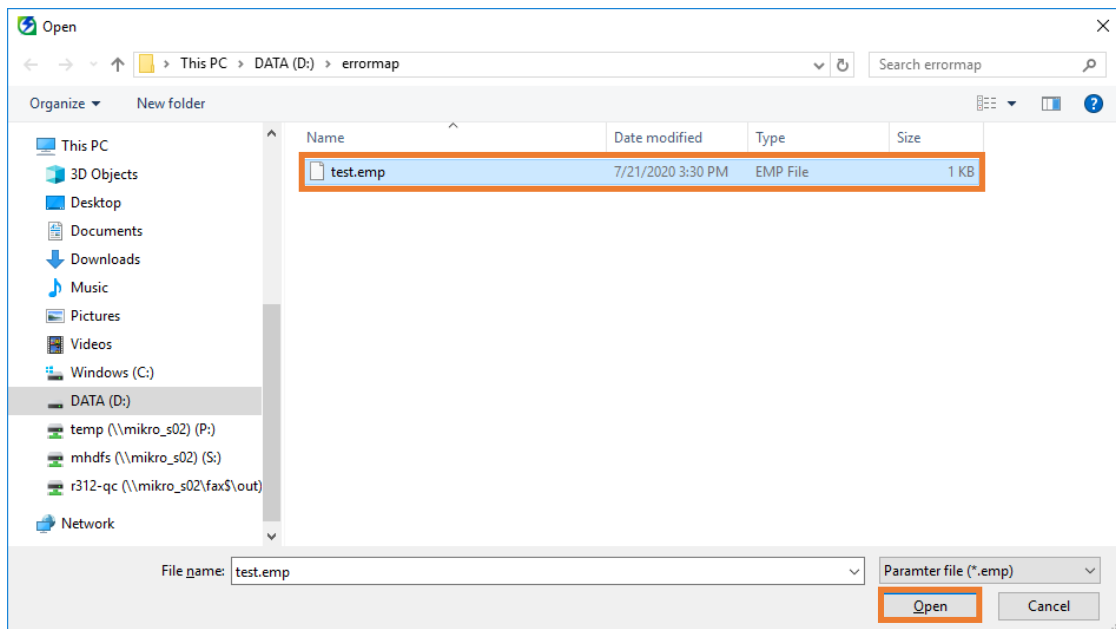 Open
This PC > DATA (D:) > errormap
Search errormap
Organize
New folder
Name Date modified Type Size
test.emp 7/21/2020 3:30 PM EMP File 1 KB
This PC
3D Objects
Desktop
Documents
Downloads
Music
Pictures
Videos
Windows (C:)
DATA (D:)
temp (\\mikro_s02) (P:)
mhdfs (\\mikro_s02) (S:)
r312-qc (\\mikro_s02\fax$\out)
Network
File name: test.emp
Paramter file (*.emp)
Open Cancel